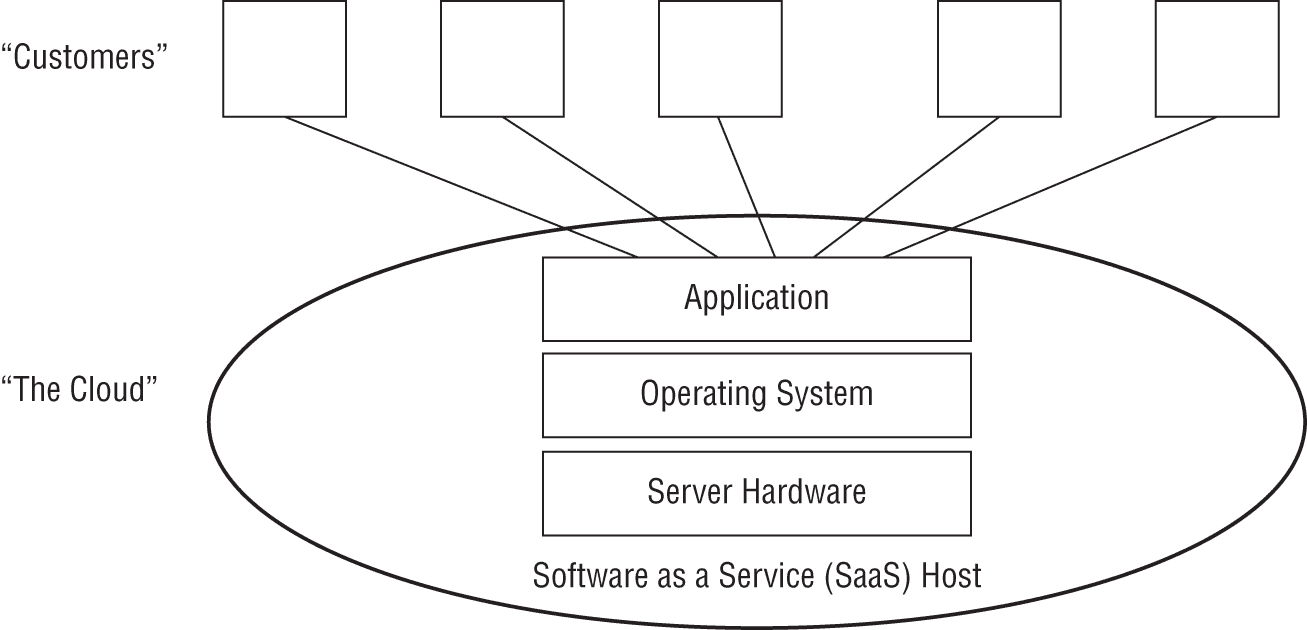 “Customers”
Application
“The Cloud”
Operating System
Server Hardware
Software as a Service (SaaS) Host